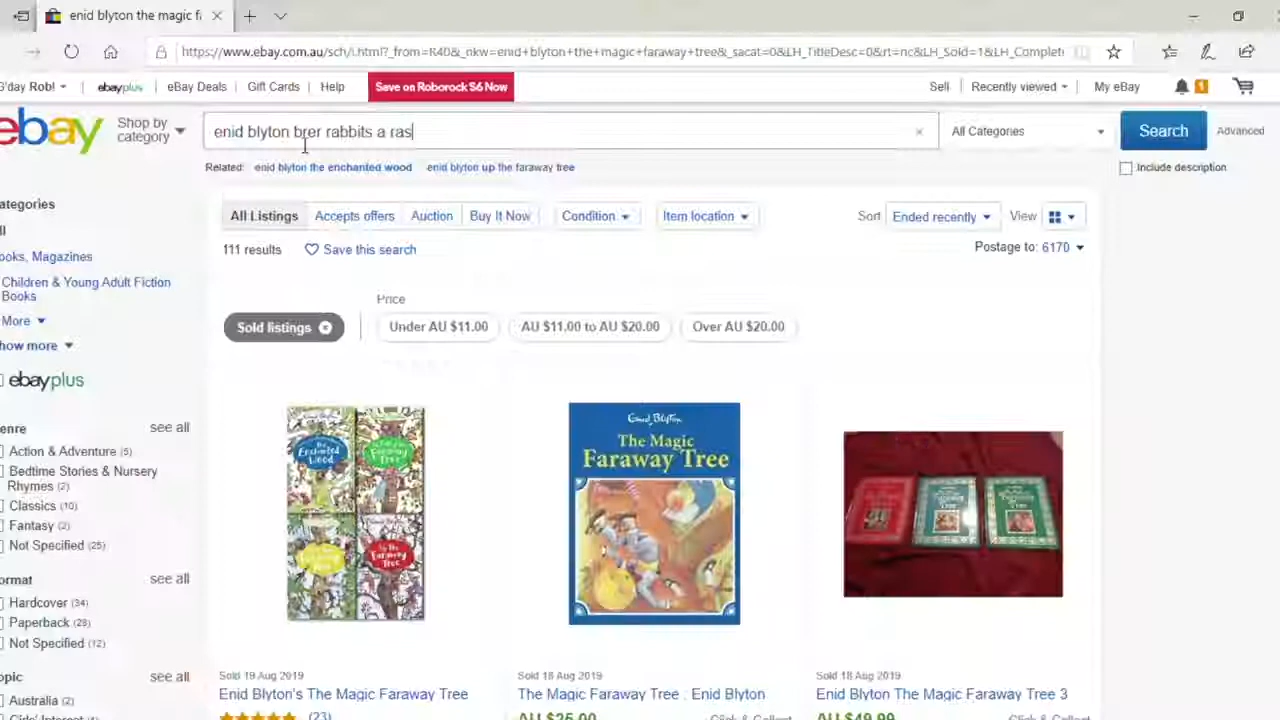 enid blyton the magic fa
https://www.ebay.com.au/sch/i.html?_from=R40&_nkw=enid+blyton+the+magic+faraway+tree&_sacat=0&LH_TitleDesc=0&rt=nc&LH_Sold=1&LH_Complet
G'day Rob! ebayplus eBay Deals Gift Cards Help Save on Roborock S6 Now Sell Recently viewed My eBay 1
ebay Shop by category enid blyton brer rabbits a ras × All Categories Search Advanced
Related: enid blyton the enchanted wood enid blyton up the faraway tree Include description
ategories
ll
ooks, Magazines
Children & Young Adult Fiction
Books
More
how more
ebayplus
enre see all
Action & Adventure (5)
Bedtime Stories & Nursery
Rhymes (2)
Classics (10)
Fantasy (2)
Not Specified (25)
ormat see all
Hardcover (34)
Paperback (28)
Not Specified (12)
opic see all
Australia (2)
All Listings Accepts offers Auction Buy It Now Condition Item location Sort Ended recently View
111 results Save this search Postage to: 6170
Price
Sold listings Under AU $11.00 AU $11.00 to AU $20.00 Over AU $20.00
Enid Blyton
The Magic
Faraway Tree
Sold 19 Aug 2019
Enid Blyton's The Magic Faraway Tree
(23)
Sold 18 Aug 2019
The Magic Faraway Tree . Enid Blyton
AU $25.00 Click & Collect
Sold 18 Aug 2019
Enid Blyton The Magic Faraway Tree 3
AU $49.99 Click & Collect